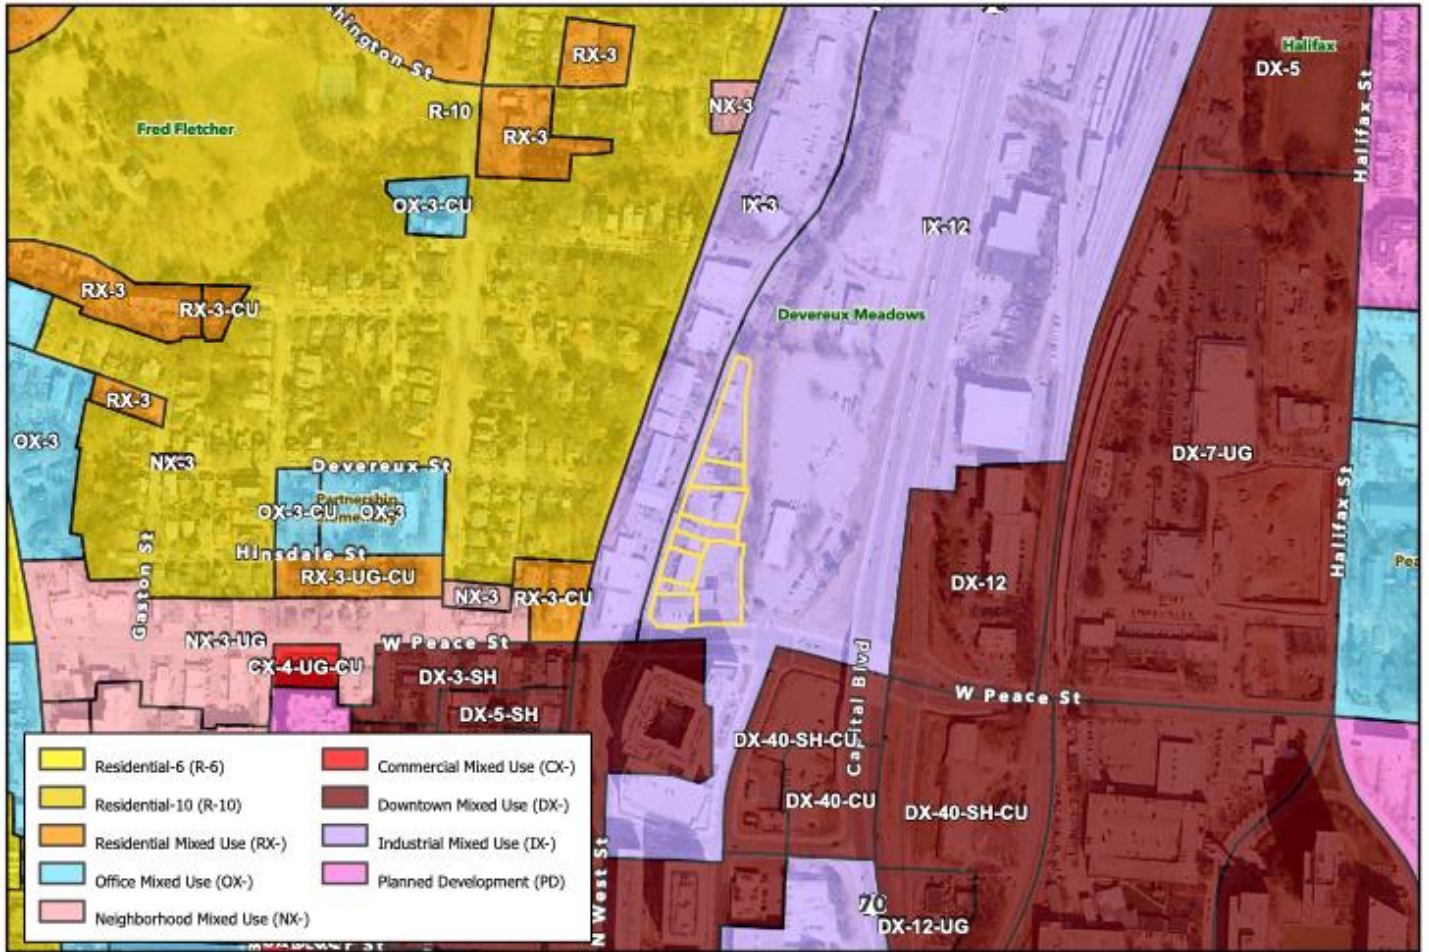 shington St
RX-3
Halifax
DX-5
Halifax St
R-10
NX-3
Fred Fletcher
RX-3
OX-3-CU
IX-3
IX-12
RX-3
RX-3-CU
Devereux Meadows
RX-3
OX-3
NX-3
Devereux St
DX-7-UG
Halifax St
Partnership
Elementary
OX-3-CU
OX-3
Gaston St
Hinsdale St
Pea
RX-3-UG-CU
DX-12
NX-3
RX-3-CU
NX-3-UG
W Peace St
CX-4-UG-CU
DX-3-SH
Capital Blvd
W Peace St
DX-5-SH
DX-40-SH-CU
DX-40-CU
DX-40-SH-CU
N West St
70
DX-12-UG
Residential-6 (R-6)
Residential-10 (R-10)
Residential Mixed Use (RX-)
Office Mixed Use (OX-)
Neighborhood Mixed Use (NX-)
Commercial Mixed Use (CX-)
Downtown Mixed Use (DX-)
Industrial Mixed Use (IX-)
Planned Development (PD)